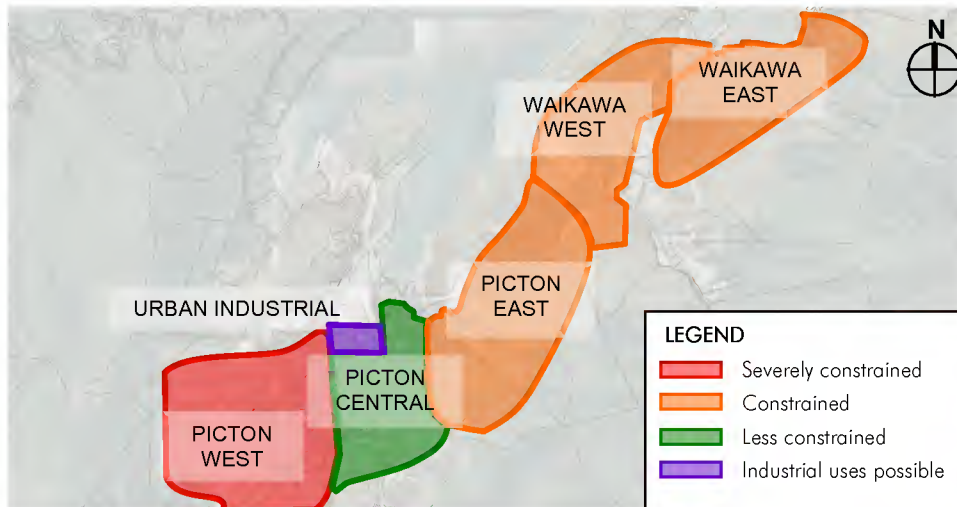 N
WAIKAWA
EAST
WAIKAWA
WEST
PICTON
EAST
URBAN INDUSTRIAL
PICTON
CENTRAL
PICTON
WEST
LEGEND
Severely constrained
Constrained
Less constrained
Industrial uses possible